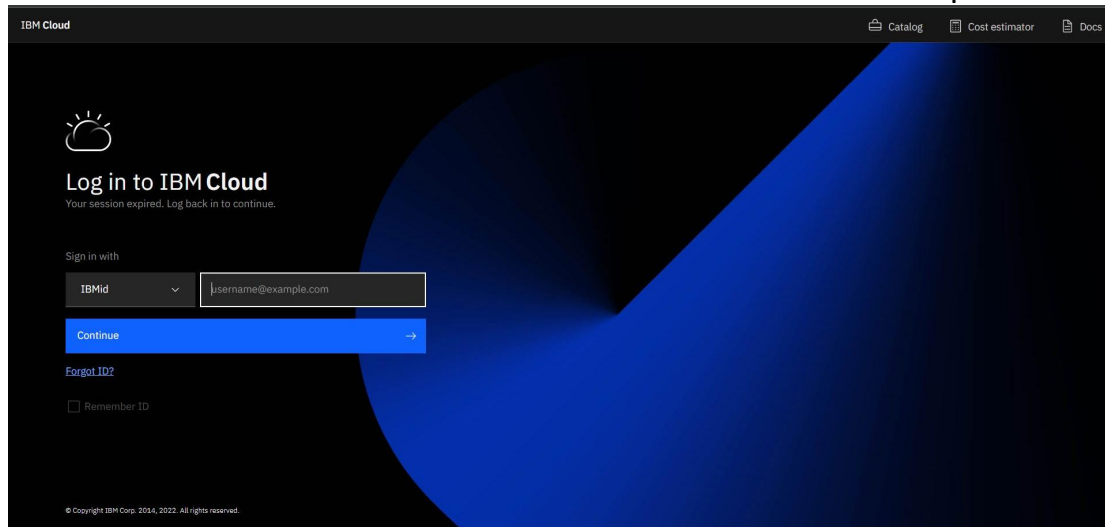 IBM Cloud
Catalog
Cost estimator
Docs
Log in to IBM Cloud
Your session expired. Log back in to continue.
Sign in with
IBMid
username@example.com
Continue
Forgot ID?
Remember ID
© Copyright IBM Corp. 2014, 2022. All rights reserved.